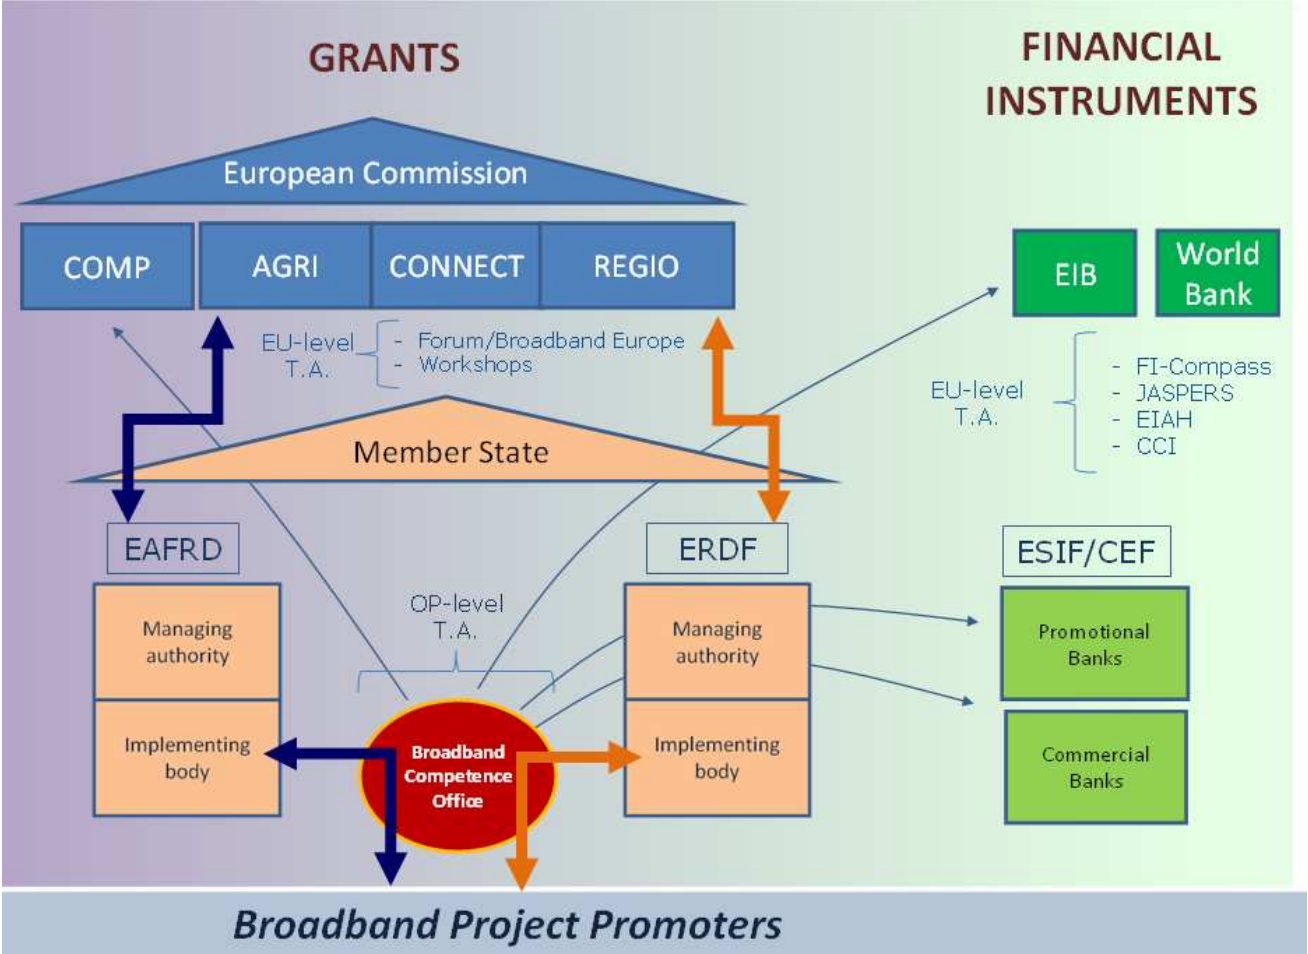 GRANTS
FINANCIAL
INSTRUMENTS
European Commission
COMP
AGRI
CONNECT
REGIO
EIB
World
Bank
EU-level
T.A.
- Forum/Broadband Europe
- Workshops
EU-level
T.A.
- FI-Compass
- JASPERS
- EIAH
- CCI
Member State
EAFRD
ERDF
ESIF/CEF
OP-level
T.A.
Managing
authority
Managing
authority
Promotional
Banks
Implementing
body
Broadband
Competence
Office
Implementing
body
Commercial
Banks
Broadband Project Promoters